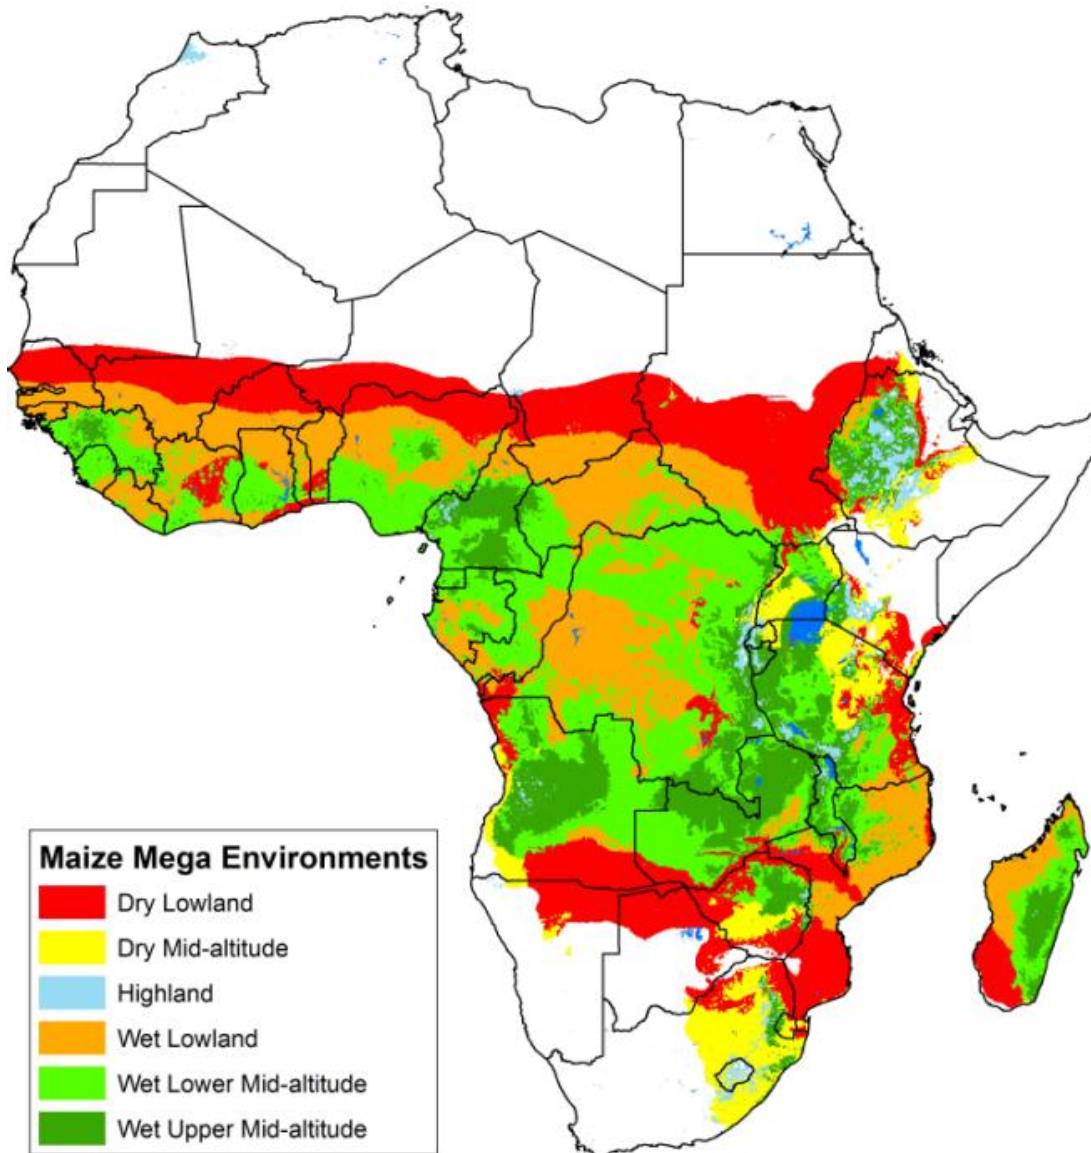 Maize Mega Environments
Dry Lowland
Dry Mid-altitude
Highland
Wet Lowland
Wet Lower Mid-altitude
Wet Upper Mid-altitude